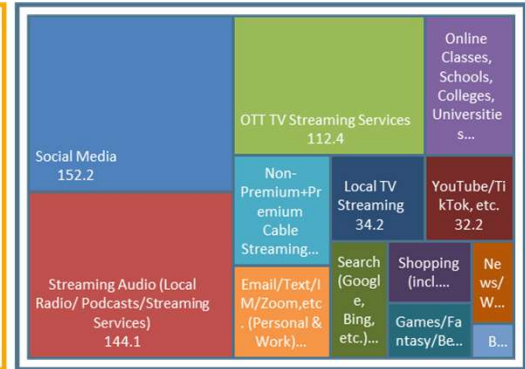 Social Media
152.2
Streaming Audio (Local
Radio/ Podcasts/Streaming
Services)
144.1
OTT TV Streaming Services
112.4
Online
Classes,
Schools,
Colleges,
Universitie
s...
Non-
Premium+Pr
emium
Cable
Streaming...
Local TV
Streaming
34.2
YouTube/Ti
kTok, etc.
32.2
Email/Text/I
M/Zoom,etc
. (Personal &
Work)...
Search
(Googl
e,
Bing,
etc.)...
Shopping
(incl....
Games/Fa
ntasy/Be...
Ne
ws/
W...
B...